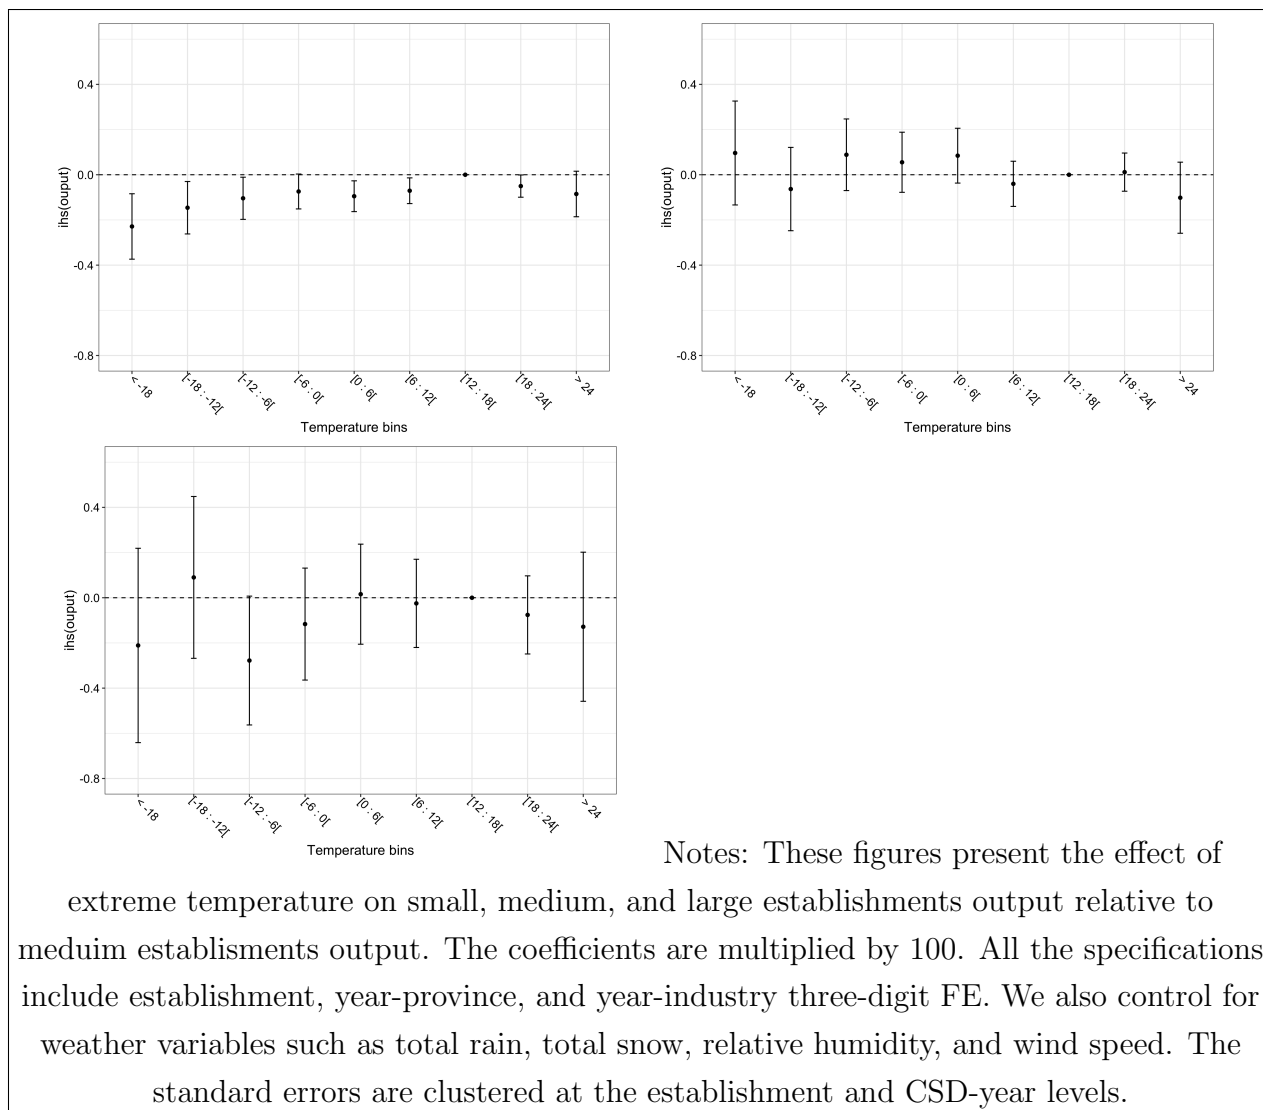 0.4
0.0
-0.4
-0.8
ihs(ouput)
< -18
[-18 : -12[
[-12 : -6[
[-6 : 0[
[0 : 6[
[6 : 12[
[12 : 18[
[18 : 24[
> 24
Temperature bins
0.4
0.0
-0.4
-0.8
ihs(ouput)
< -18
[-18 : -12[
[-12 : -6[
[-6 : 0[
[0 : 6[
[6 : 12[
[12 : 18[
[18 : 24[
> 24
Temperature bins
0.4
0.0
-0.4
-0.8
ihs(ouput)
< -18
[-18 : -12[
[-12 : -6[
[-6 : 0[
[0 : 6[
[6 : 12[
[12 : 18[
[18 : 24[
> 24
Temperature bins
Notes: These figures present the effect of
extreme temperature on small, medium, and large establishments output relative to
meduim establisments output. The coefficients are multiplied by 100. All the specifications
include establishment, year-province, and year-industry three-digit FE. We also control for
weather variables such as total rain, total snow, relative humidity, and wind speed. The
standard errors are clustered at the establishment and CSD-year levels.